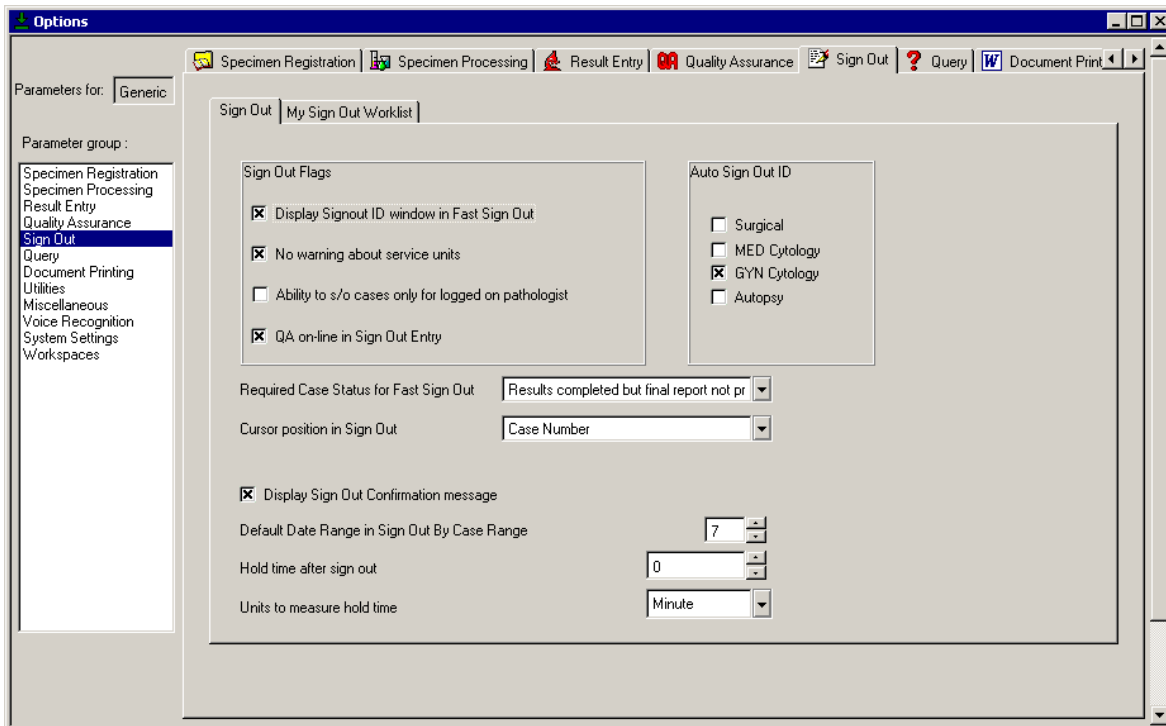 Options
Specimen Registration Specimen Processing Result Entry Quality Assurance Sign Out Query Document Print
Parameters for: Generic
Sign Out My Sign Out Worklist
Parameter group :
Specimen Registration
Specimen Processing
Result Entry
Quality Assurance
Sign Out
Query
Document Printing
Utilities
Miscellaneous
Voice Recognition
System Settings
Workspaces
Sign Out Flags
Display Signout ID window in Fast Sign Out
No warning about service units
Ability to s/o cases only for logged on pathologist
QA on-line in Sign Out Entry
Auto Sign Out ID
Surgical
MED Cytology
GYN Cytology
Autopsy
Required Case Status for Fast Sign Out Results completed but final report not pr
Cursor position in Sign Out Case Number
Display Sign Out Confirmation message
Default Date Range in Sign Out By Case Range 7
Hold time after sign out 0
Units to measure hold time Minute